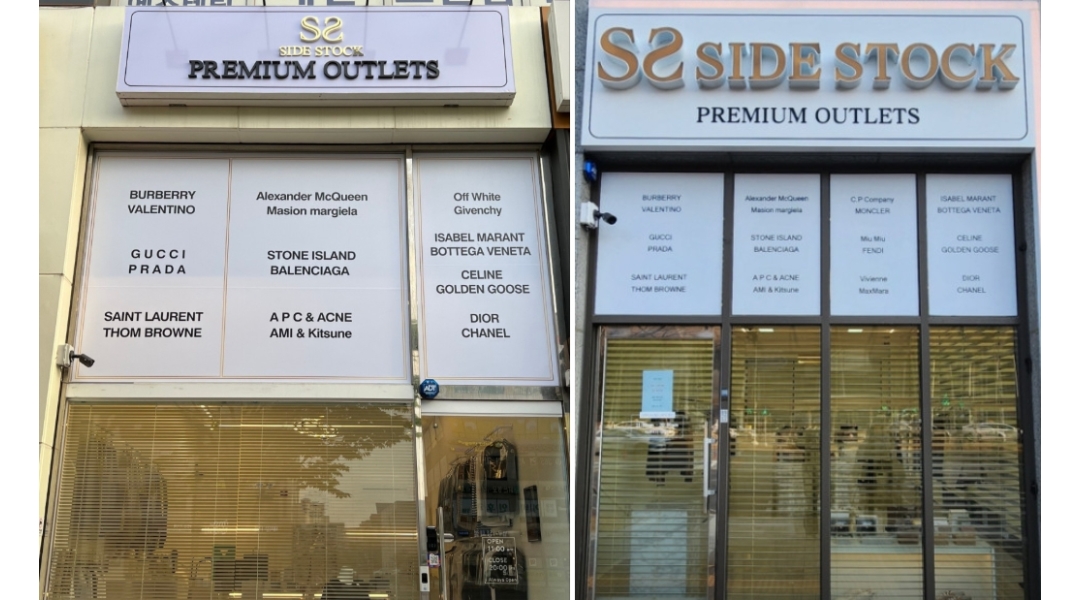 SS
SIDE STOCK
PREMIUM OUTLETS
BURBERRY
VALENTINO
GUCCI
PRADA
SAINT LAURENT
THOM BROWNE
Alexander McQueen
Masion margiela
STONE ISLAND
BALENCIAGA
A P C & ACNE
AMI & Kitsune
Off White
Givenchy
ISABEL MARANT
BOTTEGA VENETA
CELINE
GOLDEN GOOSE
DIOR
CHANEL
ADT
OPEN
11:00
CLOSE
20:00
SS SIDE STOCK
PREMIUM OUTLETS
BURBERRY
VALENTINO
GUCCI
PRADA
SAINT LAURENT
THOM BROWNE
Alexander McQueen
Masion margiela
STONE ISLAND
BALENCIAGA
A P C & ACNE
AMI & Kitsune
C.P Company
MONCLER
Miu Miu
FENDI
Vivienne
MaxMara
ISABEL MARANT
BOTTEGA VENETA
CELINE
GOLDEN GOOSE
DIOR
CHANEL